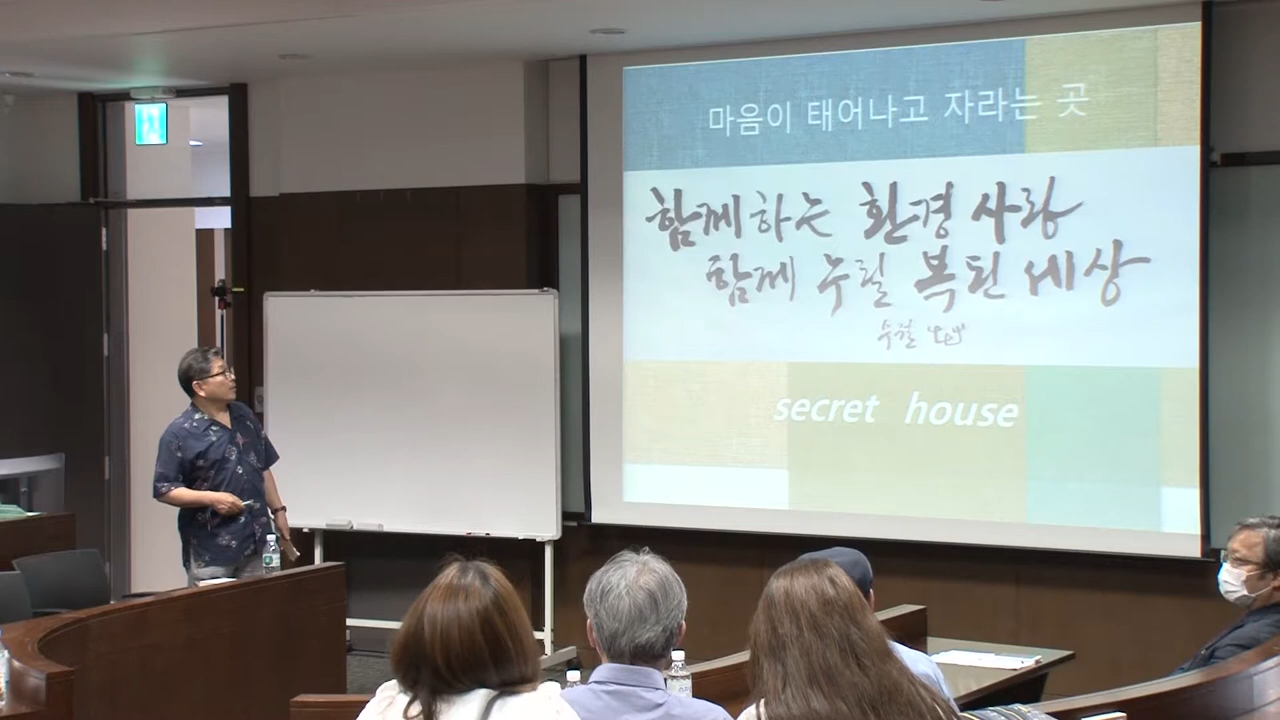 마음이 태어나고 자라는 곳
함께하는 환경 사랑
함께 누릴 복된 세상
secret house